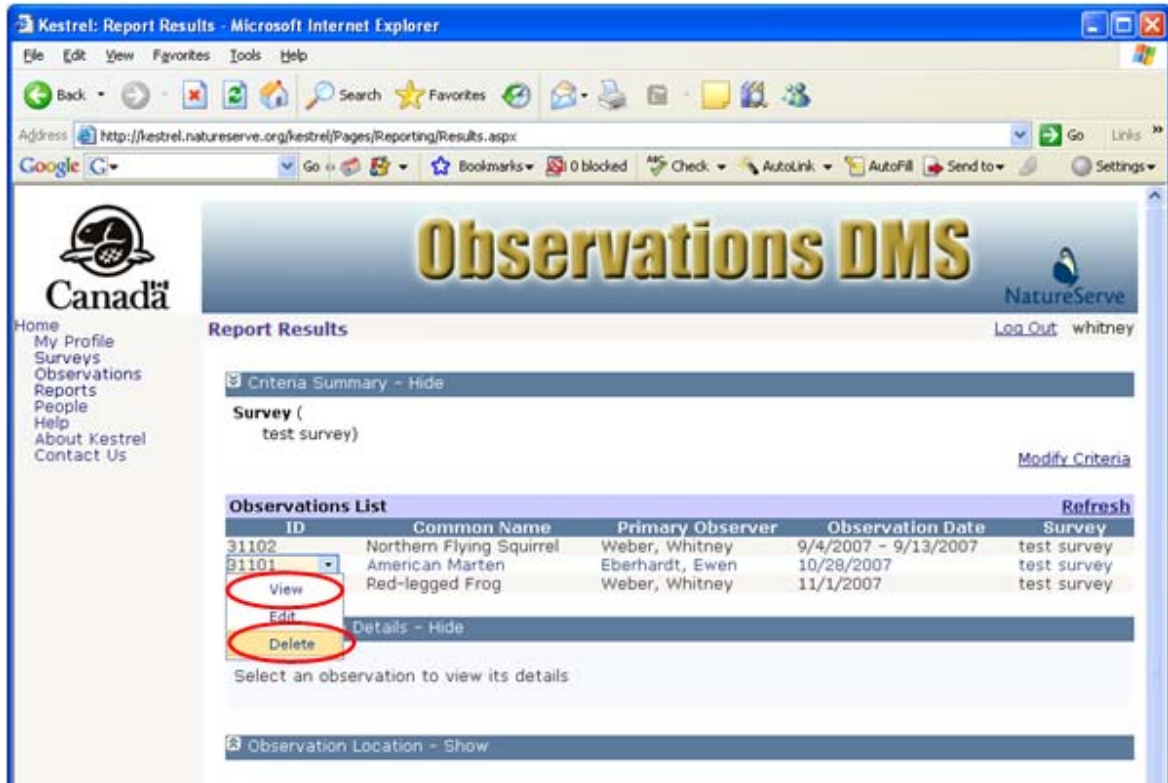 Kestrel: Report Results - Microsoft Internet Explorer
File Edit View Favorites Tools Help
Back Search Favorites
Address http://kestrel.natureserve.org/kestrel/Pages/Reporting/Results.aspx Go Links »
Google G Go Bookmarks 0 blocked ABC Check AutoLink AutoFill Send to Settings
Canada
Observations DMS
NatureServe
Home
My Profile
Surveys
Observations
Reports
People
Help
About Kestrel
Contact Us
Report Results Log Out whitney
Criteria Summary - Hide
Survey (
test survey)
Modify Criteria
Observations List Refresh
ID Common Name Primary Observer Observation Date Survey
31102 Northern Flying Squirrel Weber, Whitney 9/4/2007 - 9/13/2007 test survey
31101 American Marten Eberhardt, Ewen 10/28/2007 test survey
Red-legged Frog Weber, Whitney 11/1/2007 test survey
View
Edit
Delete
Details - Hide
Select an observation to view its details
Observation Location - Show